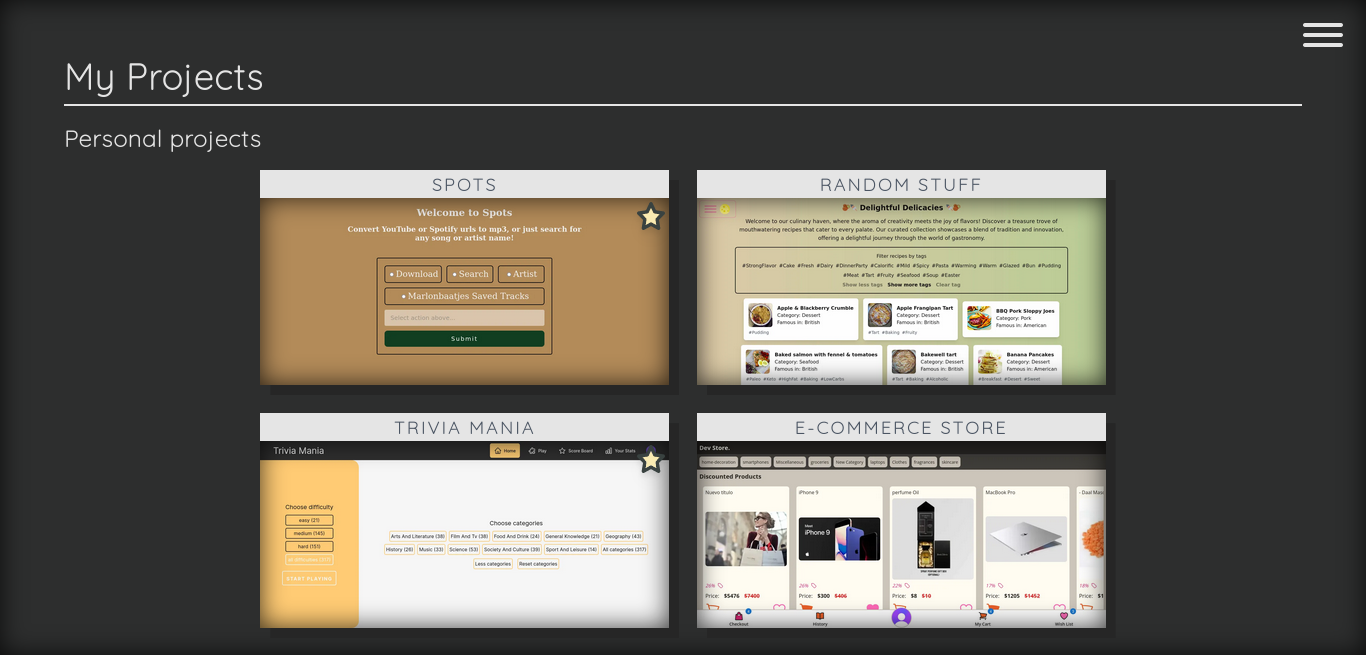 My Projects
Personal projects
SPOTS
Welcome to Spots
Convert YouTube or Spotify urls to mp3, or just search for
any song or artist name!
Download
Search
Artist
Marlonbaatjes Saved Tracks
Select action above...
Submit
RANDOM STUFF
Delightful Delicacies
Welcome to our culinary haven, where the aroma of creativity meets the joy of flavors! Discover a treasure trove of
mouthwatering recipes that cater to every palate. Our curated collection showcases a blend of tradition and innovation,
offering a delightful journey through the world of gastronomy.
Filter recipes by tags
#StrongFlavor #Cake #Fresh #Dairy #DinnerParty #Calorific #Mild #Spicy #Pasta #Warming #Warm #Glazed #Bun #Pudding
#Meat #Tart #Fruity #Seafood #Soup #Easter
Show less tags Show more tags Clear tag
Apple & Blackberry Crumble
Category: Dessert
Famous in: British
#Pudding
Apple Frangipan Tart
Category: Dessert
Famous in: British
#Tart #Baking #Fruity
BBQ Pork Sloppy Joes
Category: Pork
Famous in: American
Baked salmon with fennel & tomatoes
Category: Seafood
Famous in: British
#Paleo #Keto #HighFat #Baking #LowCarbs
Bakewell tart
Category: Dessert
Famous in: British
#Tart #Baking #Alcoholic
Banana Pancakes
Category: Dessert
Famous in: American
#Breakfast #Desert #Sweet
TRIVIA MANIA
Trivia Mania
Home
Play
Score Board
Your Stats
Choose difficulty
easy (21)
medium (145)
hard (151)
START PLAYING
Choose categories
Arts And Literature (38) Film And Tv (38) Food And Drink (24) General Knowledge (21) Geography (43)
History (26) Music (33) Science (53) Society And Culture (39) Sport And Leisure (14) All categories (317)
Less categories Reset categories
E-COMMERCE STORE
Dev Store.
home-decoration smartphones Miscellaneous groceries New Category laptops Clothes fragrances skincare
Discounted Products
Nuevo titulo
26%
Price: $5476 $7400
iPhone 9
Meet
iPhone 9
26%
Price: $300 $406
perfume Oil
22%
Price: $8 $10
MacBook Pro
17%
Price: $1205 $1452
- Daal Mas
18%
Price: $1
Checkout
History
My Cart
Wish List